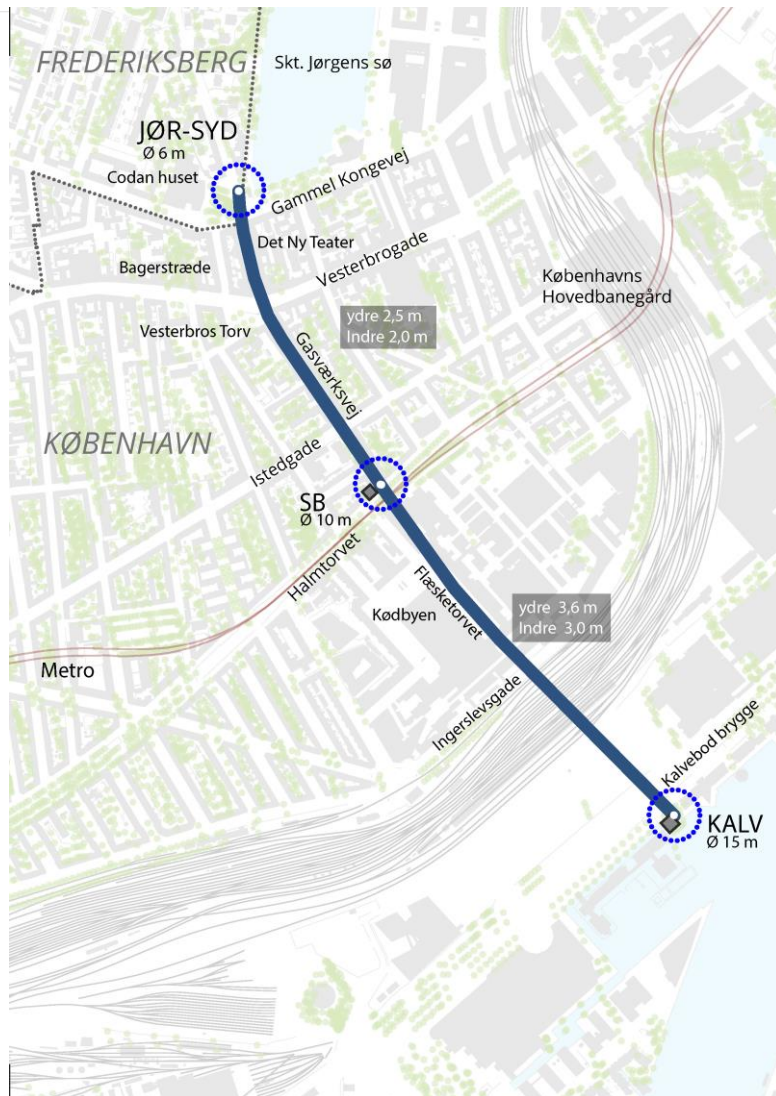 FREDERIKSBERG
Skt. Jørgens sø
JØR-SYD
Ø 6 m
Codan huset
Gammel Kongevej
Det Ny Teater
Bagerstræde
Vesterbrogade
Københavns
Hovedbanegård
ydre 2,5 m
Indre 2,0 m
Vesterbros Torv
Gasværksvej
KØBENHAVN
Istedgade
SB
Ø 10 m
Halmtorvet
Flæsketorvet
Kødbyen
ydre 3,6 m
Indre 3,0 m
Metro
Ingerslevsgade
Kalvebod brygge
KALV
Ø 15 m